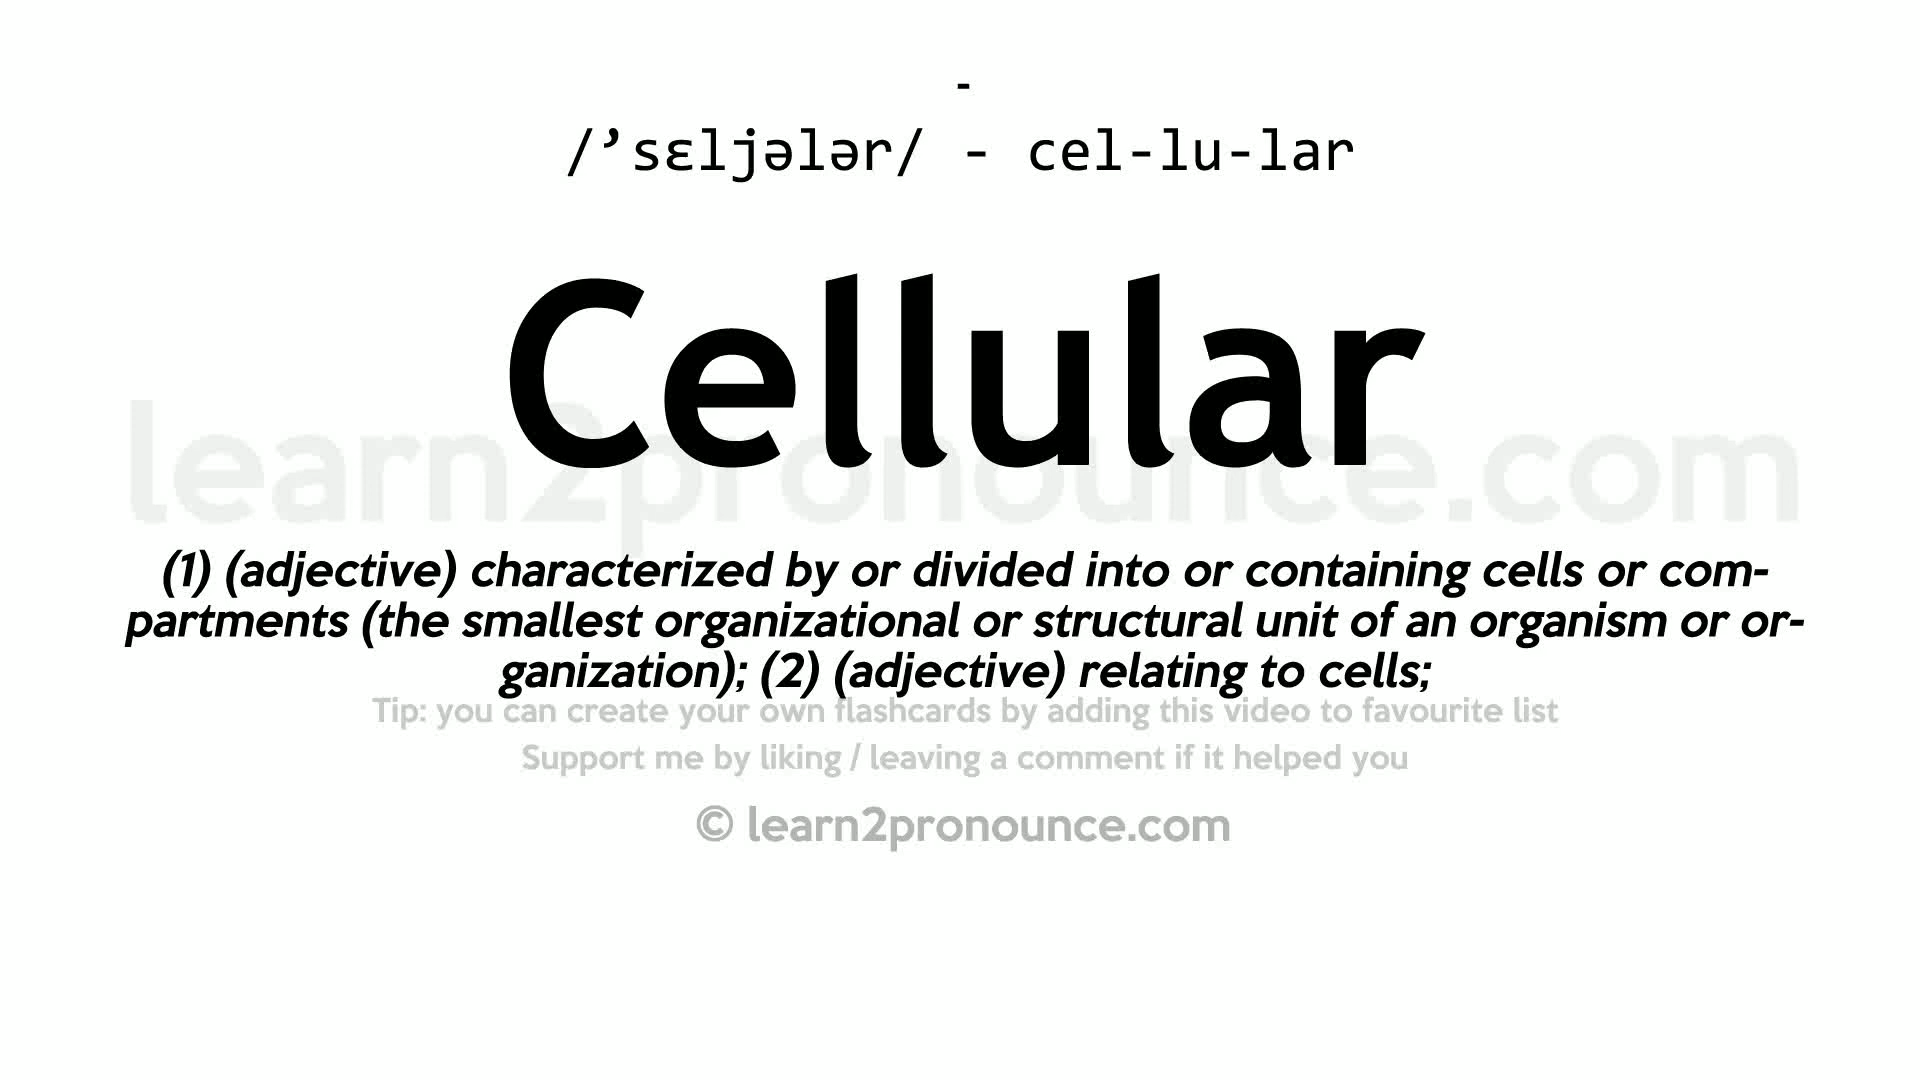 -
/’sɛljələr/ - cel-lu-lar
Cellular
learn2pronounce.com
(1) (adjective) characterized by or divided into or containing cells or com-
partments (the smallest organizational or structural unit of an organism or or-
ganization); (2) (adjective) relating to cells;
Tip: you can create your own flashcards by adding this video to favourite list
Support me by liking / leaving a comment if it helped you
© learn2pronounce.com